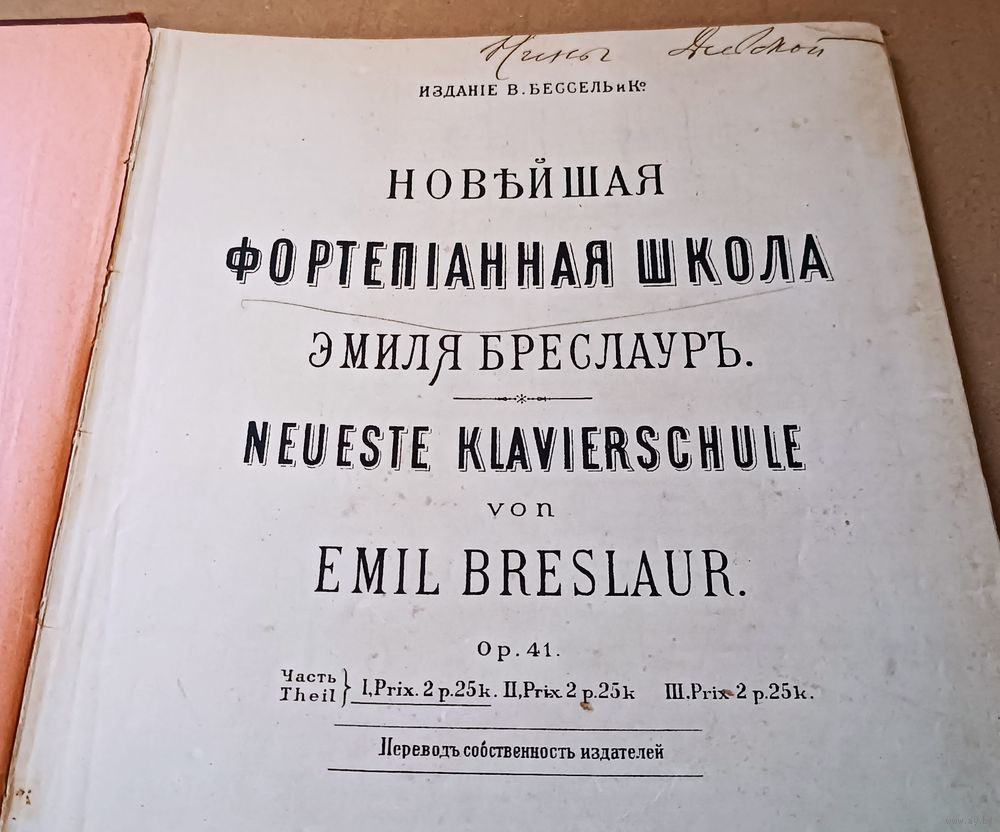 Нины
ИЗДАНІЕ В. БЕССЕЛЬ и Ко.
НОВѢЙШАЯ
ФОРТЕПІАННАЯ ШКОЛА
ЭМИЛЯ БРЕСЛАУРЪ.
NEUESTE KLAVIERSCHULE
von
EMIL BRESLAUR.
Op. 41.
Часть
Theil } I, Prix. 2 р. 25 k. II, Prix 2 р. 25 k III. Prix 2 р. 25 k.
Переводъ собственность издателей